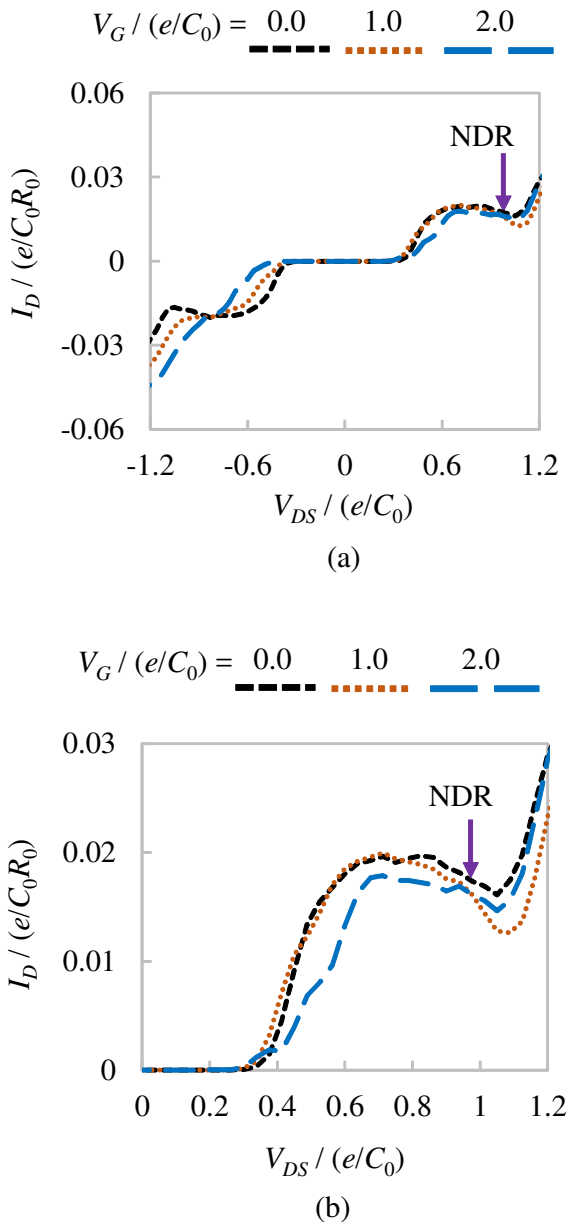 V_G / (e/C_0) = 0.0 1.0 2.0
0.06
0.03
0
-0.03
-0.06
I_D / (e/C_0R_0)
NDR
-1.2 -0.6 0 0.6 1.2
V_DS / (e/C_0)
(a)
V_G / (e/C_0) = 0.0 1.0 2.0
0.03
0.02
0.01
0
I_D / (e/C_0R_0)
NDR
0 0.2 0.4 0.6 0.8 1 1.2
V_DS / (e/C_0)
(b)